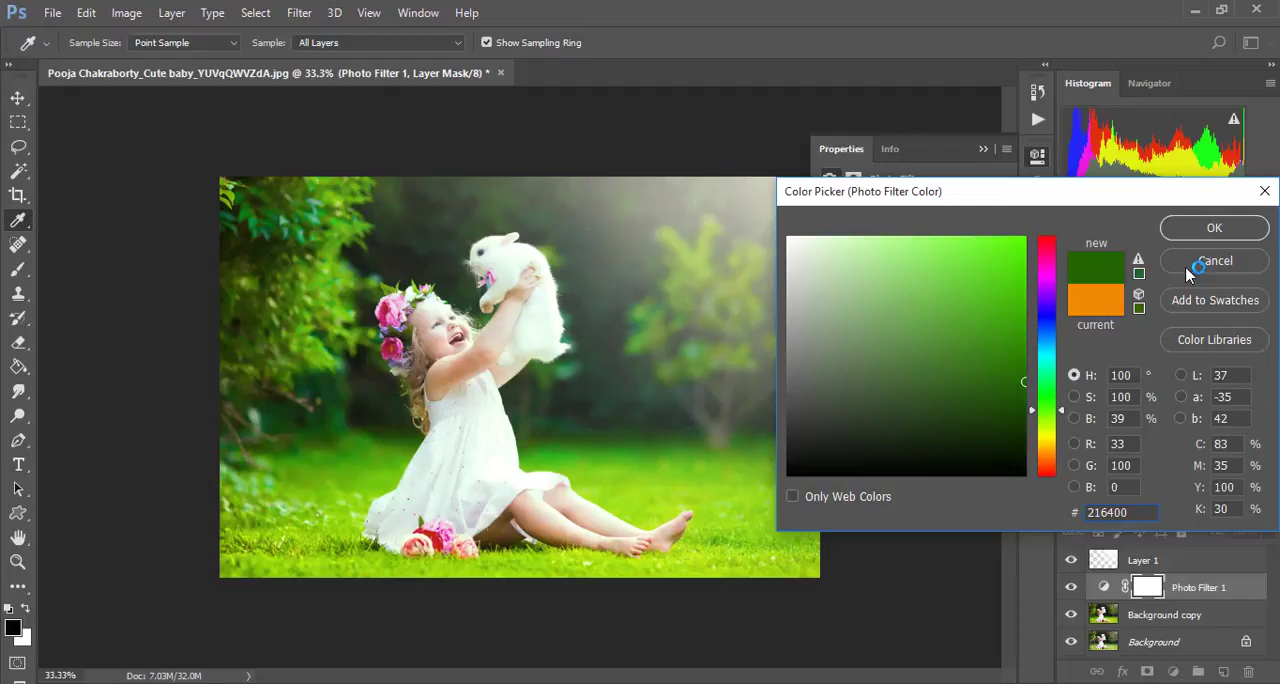 Ps File Edit Image Layer Type Select Filter 3D View Window Help
Sample Size: Point Sample Sample: All Layers Show Sampling Ring
Pooja Chakraborty_Cute baby_YUVqQWVZdA.jpg @ 33.3% (Photo Filter 1, Layer Mask/8) * ×
Histogram Navigator
Properties Info
Color Picker (Photo Filter Color)
new
current
OK
Cancel
Add to Swatches
Color Libraries
H: 100 ° L: 37
S: 100 % a: -35
B: 39 % b: 42
R: 33 C: 83 %
G: 100 M: 35 %
B: 0 Y: 100 %
# 216400 K: 30 %
Only Web Colors
Layer 1
Photo Filter 1
Background copy
Background
33.33% Doc: 7.03M/32.0M